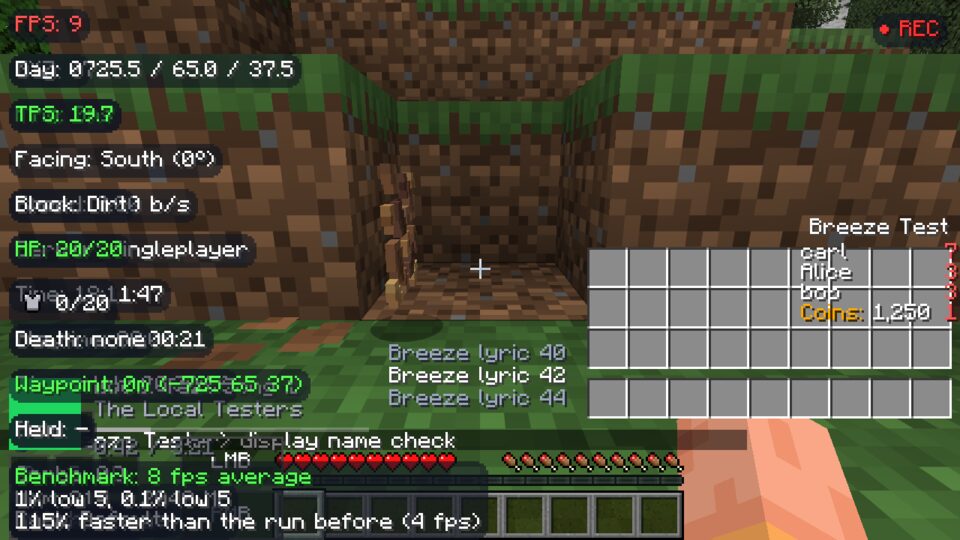 FPS: 9
REC
Day: 0725.5 / 65.0 / 37.5
TPS: 19.7
Facing: South (0°)
Block: Dirt0 b/s
HP: 20/20ingleplayer
Breeze Test
carl 7
Alice 3
bob 3
Coins: 1,250 1
0/20 1:47
Death: none 00:21
Breeze lyric 40
Breeze lyric 42
Breeze lyric 44
Waypoint: 0m (-725 65 37)
The Local Testers
Held: -
display name check
LMB
Benchmark: 8 fps average
1% low 5, 0.1% low 5
115% faster than the run before (4 fps)